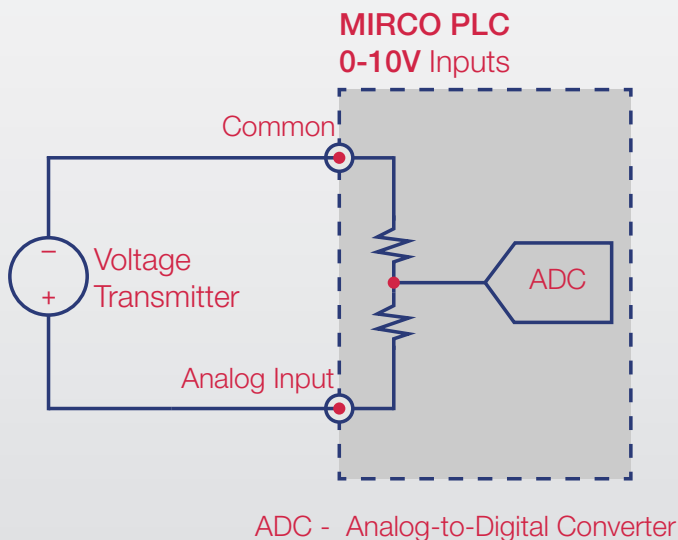 MIRCO PLC
0-10V Inputs
Common
−
Voltage
+
Transmitter
ADC
Analog Input
ADC - Analog-to-Digital Converter